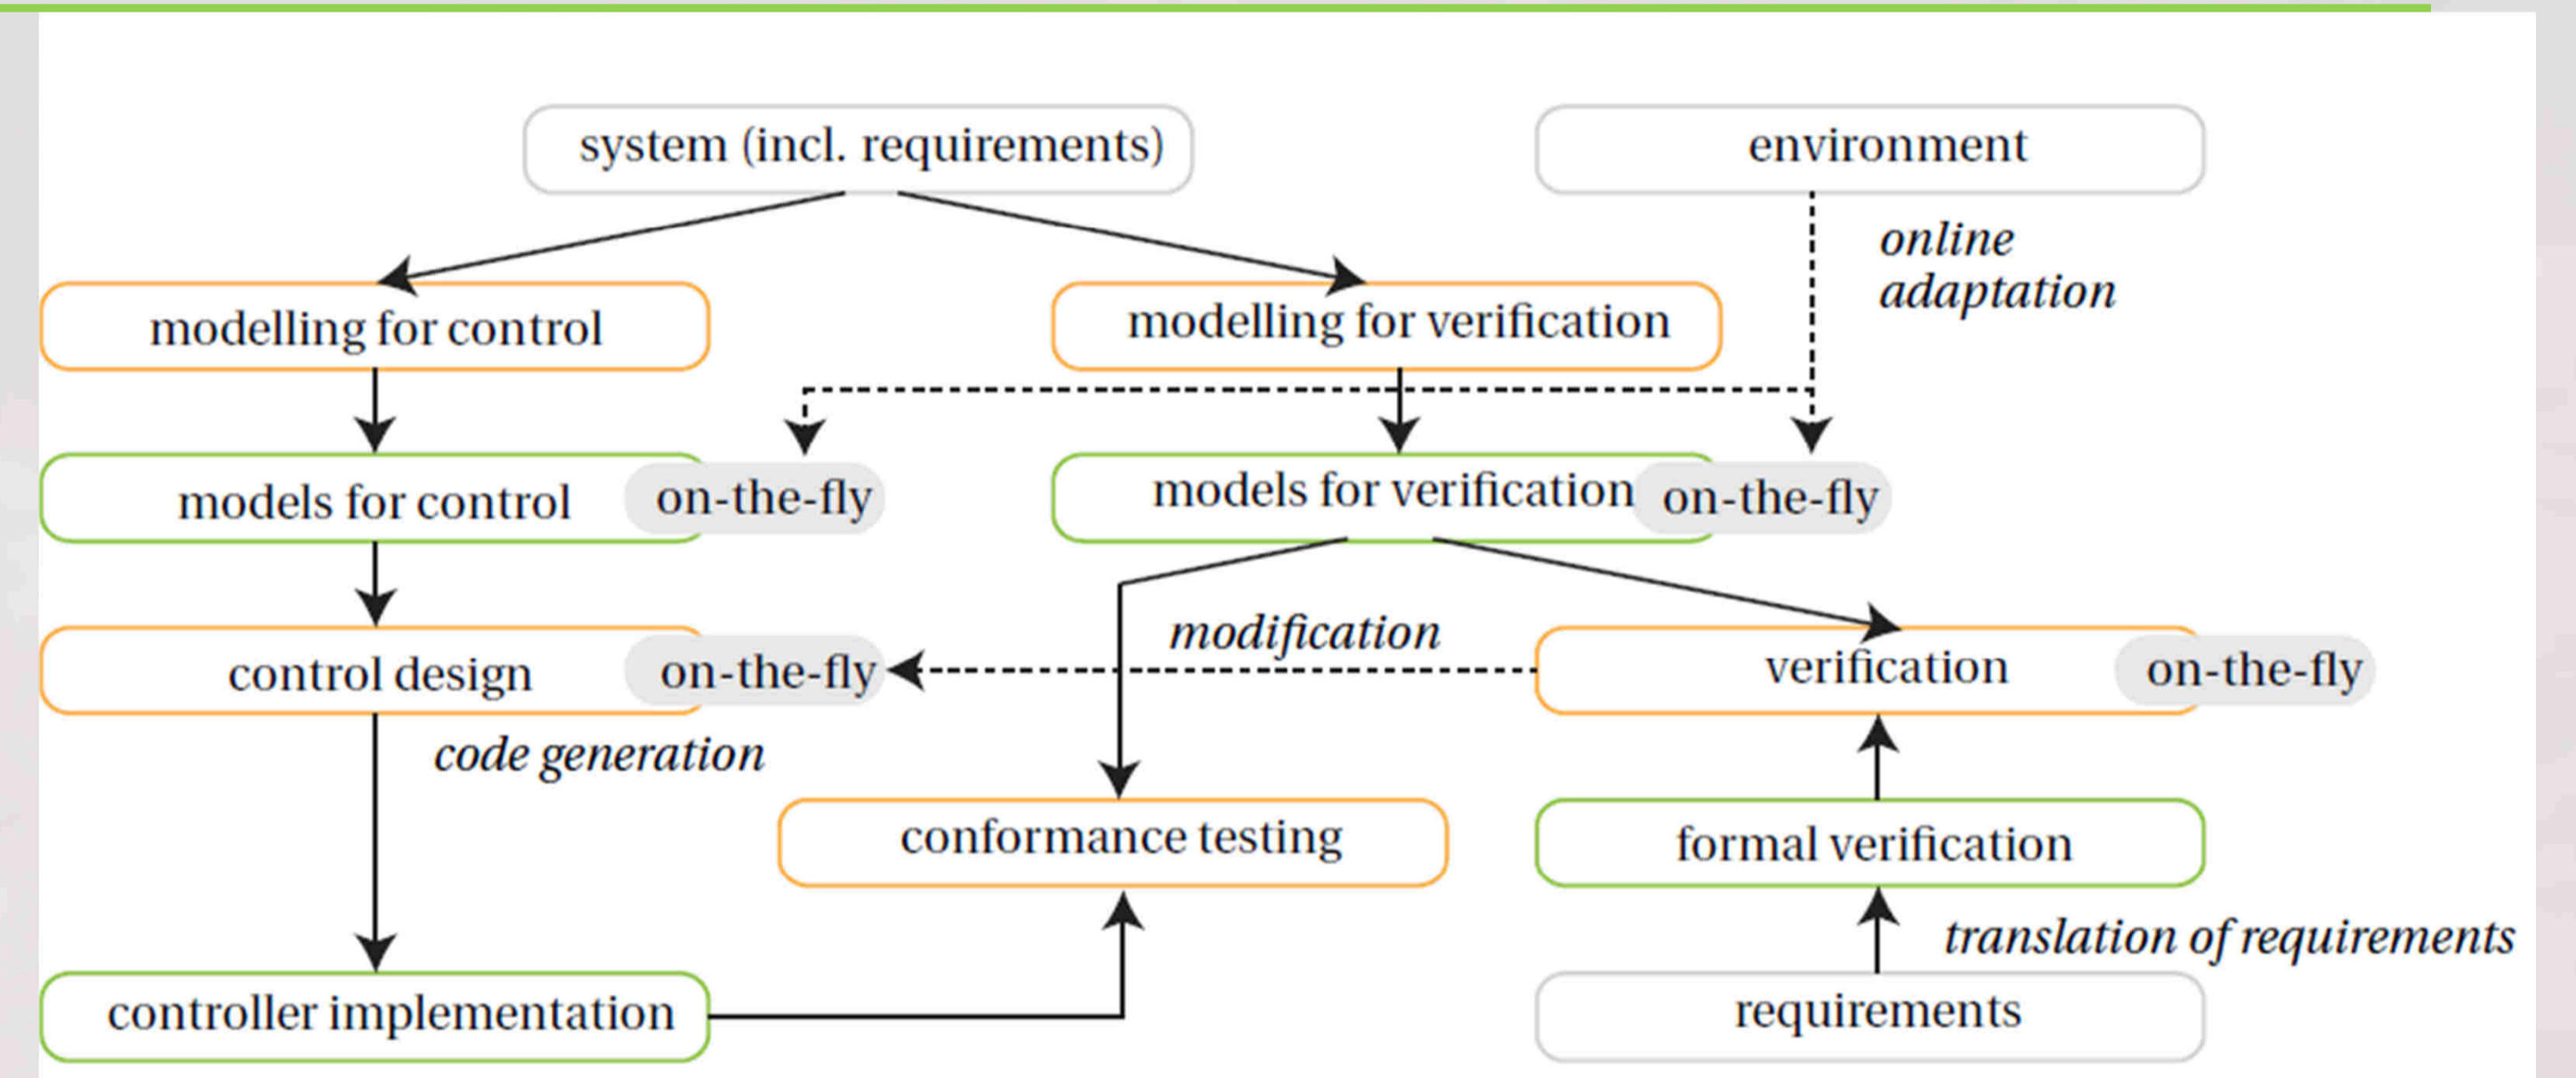 system (incl. requirements)
environment
online
adaptation
modelling for control
modelling for verification
models for control
on-the-fly
models for verification
on-the-fly
modification
control design
on-the-fly
verification
on-the-fly
code generation
conformance testing
formal verification
translation of requirements
controller implementation
requirements